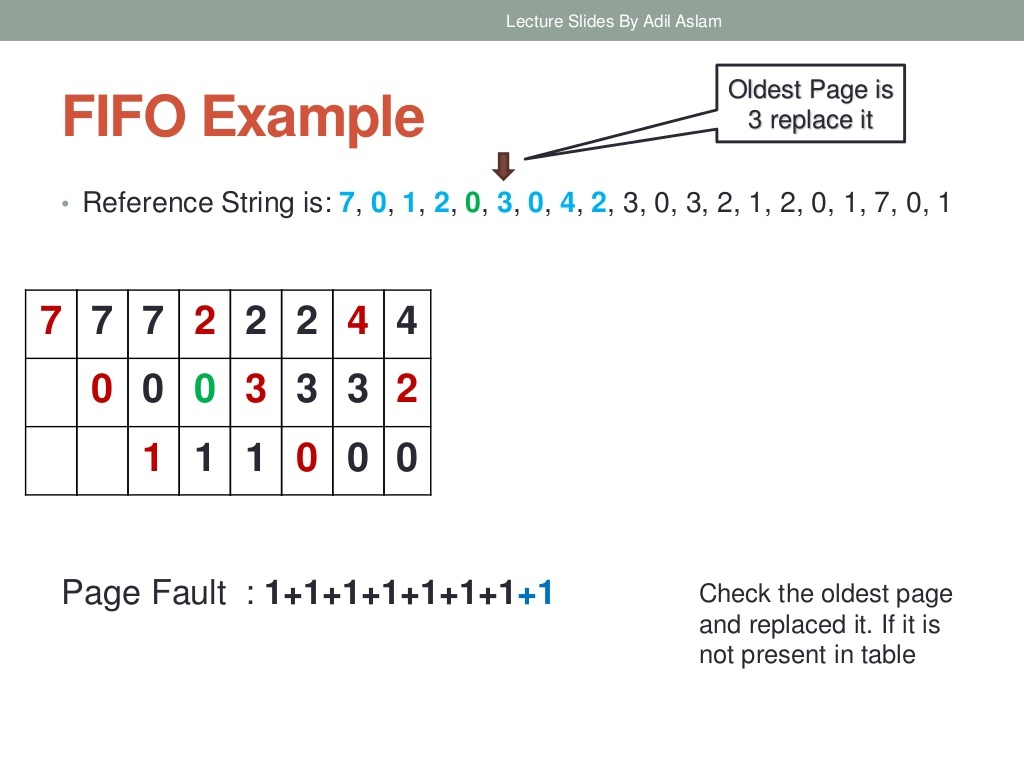 Lecture Slides By Adil Aslam
Oldest Page is
3 replace it
FIFO Example
• Reference String is: 7, 0, 1, 2, 0, 3, 0, 4, 2, 3, 0, 3, 2, 1, 2, 0, 1, 7, 0, 1
7 7 7 2 2 2 4 4
0 0 0 3 3 3 2
1 1 1 0 0 0
Page Fault : 1+1+1+1+1+1+1+1
Check the oldest page
and replaced it. If it is
not present in table